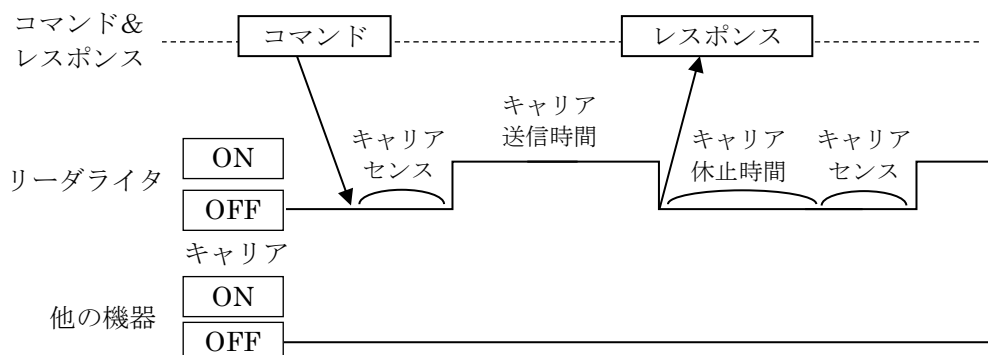 コマンド&
レスポンス
コマンド
レスポンス
キャリア
送信時間
キャリア
センス
キャリア
休止時間
キャリア
センス
リーダライタ
ON
OFF
キャリア
他の機器
ON
OFF